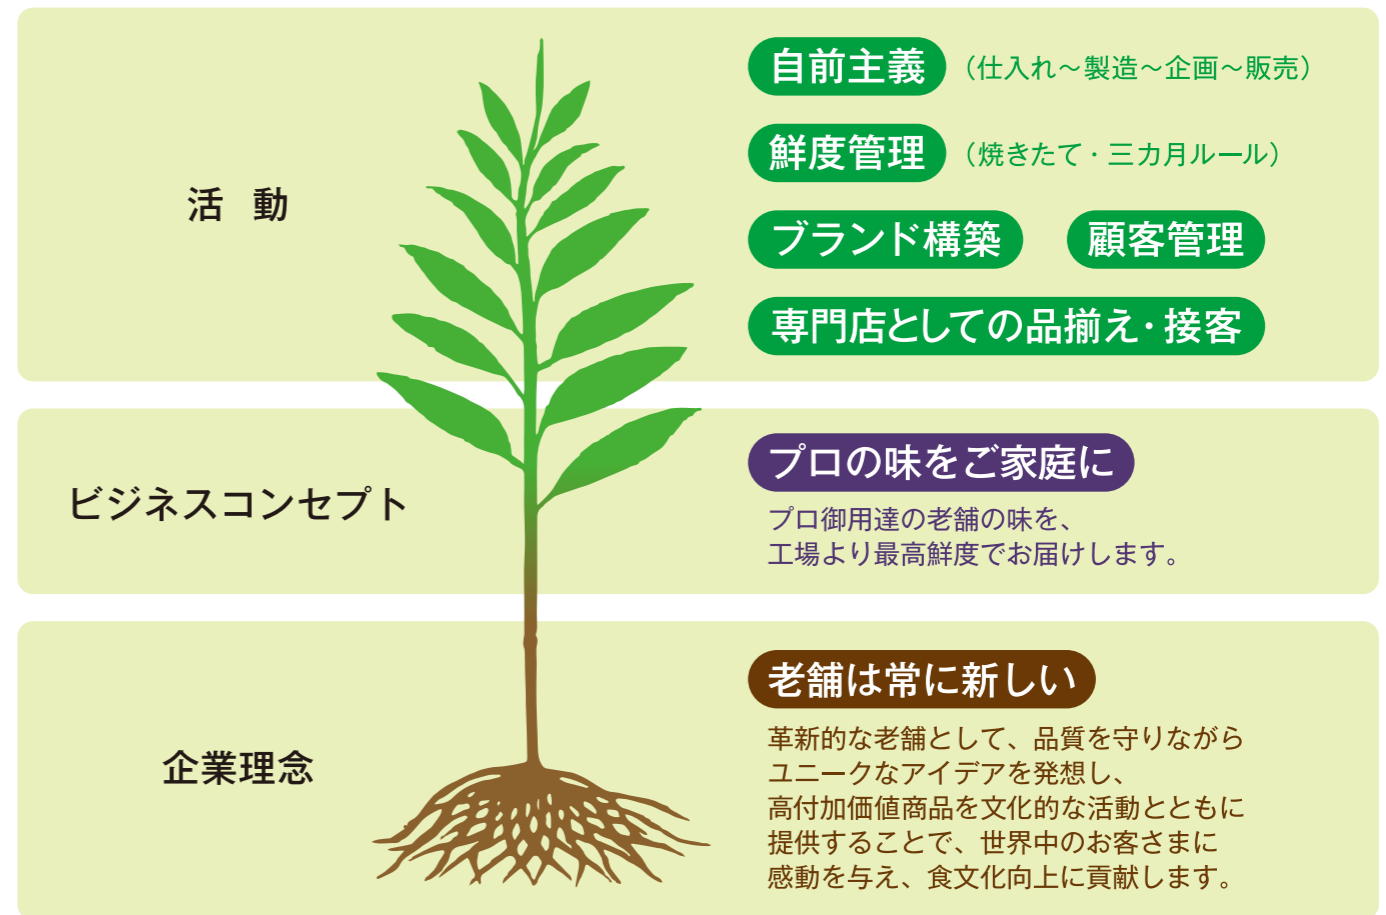 活 動
自前主義 (仕入れ～製造～企画～販売)
鮮度管理 (焼きたて・三カ月ルール)
ブランド構築 顧客管理
専門店としての品揃え・接客
ビジネスコンセプト
プロの味をご家庭に
プロ御用達の老舗の味を、
工場より最高鮮度でお届けします。
企業理念
老舗は常に新しい
革新的な老舗として、品質を守りながら
ユニークなアイデアを発想し、
高付加価値商品を文化的な活動とともに
提供することで、世界中のお客さまに
感動を与え、食文化向上に貢献します。